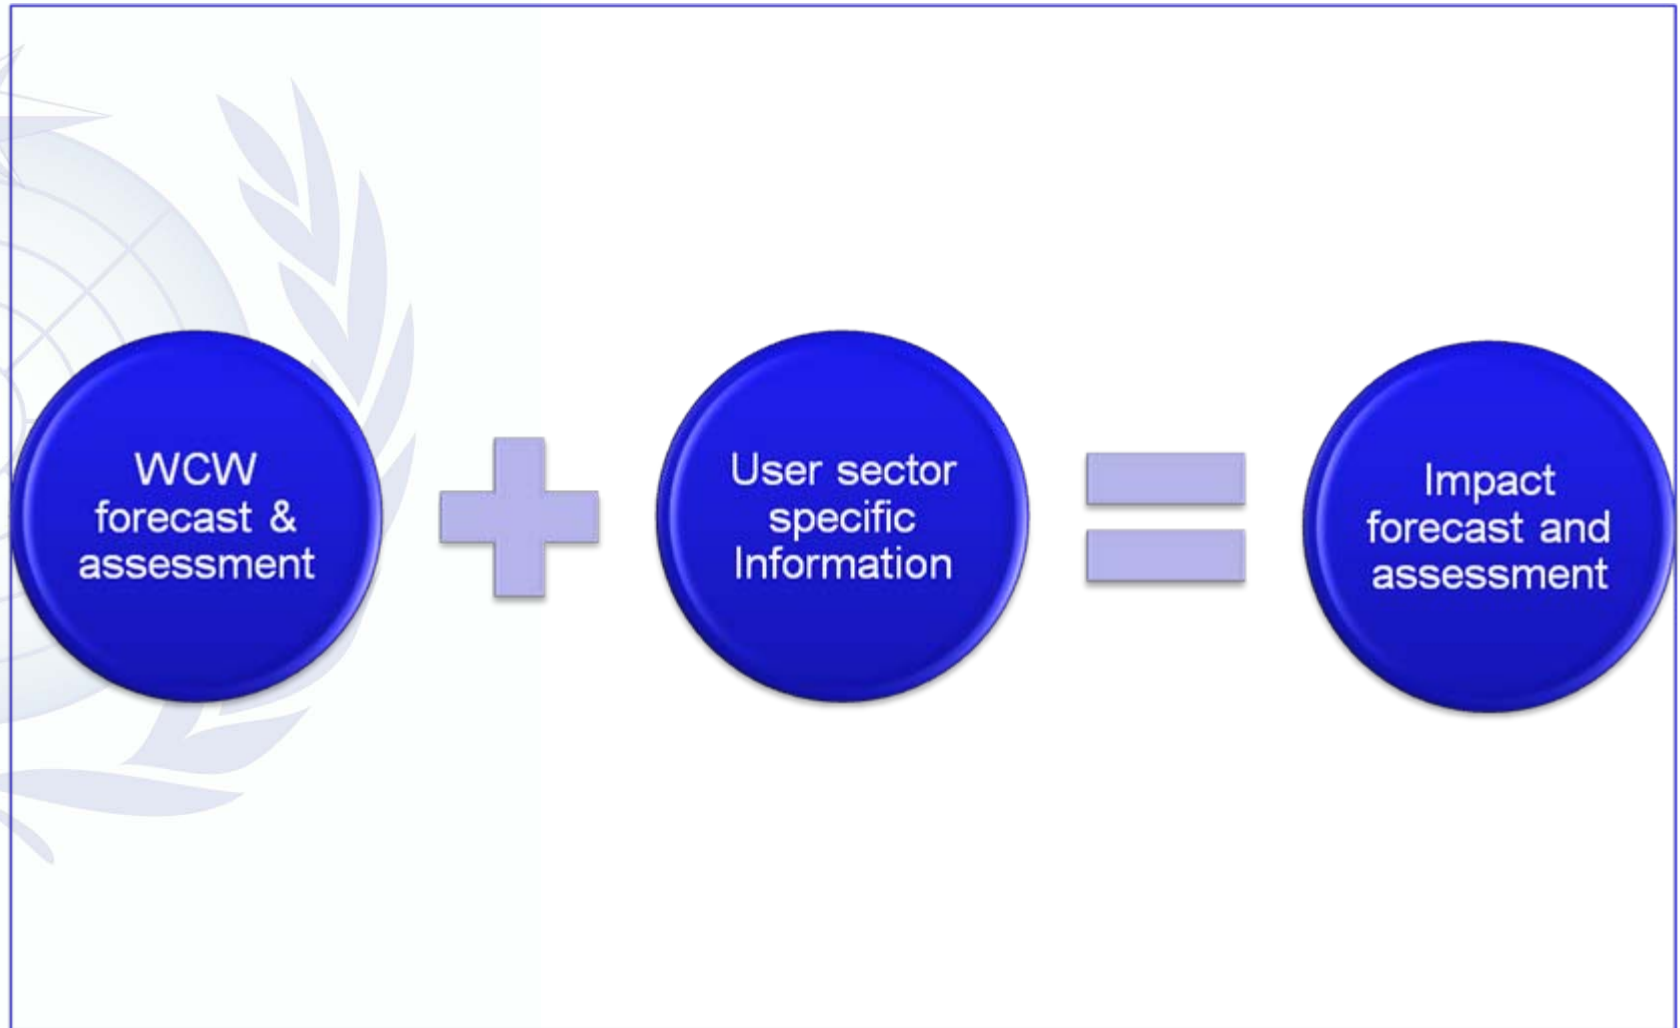 WCW
forecast &
assessment
User sector
specific
Information
Impact
forecast and
assessment